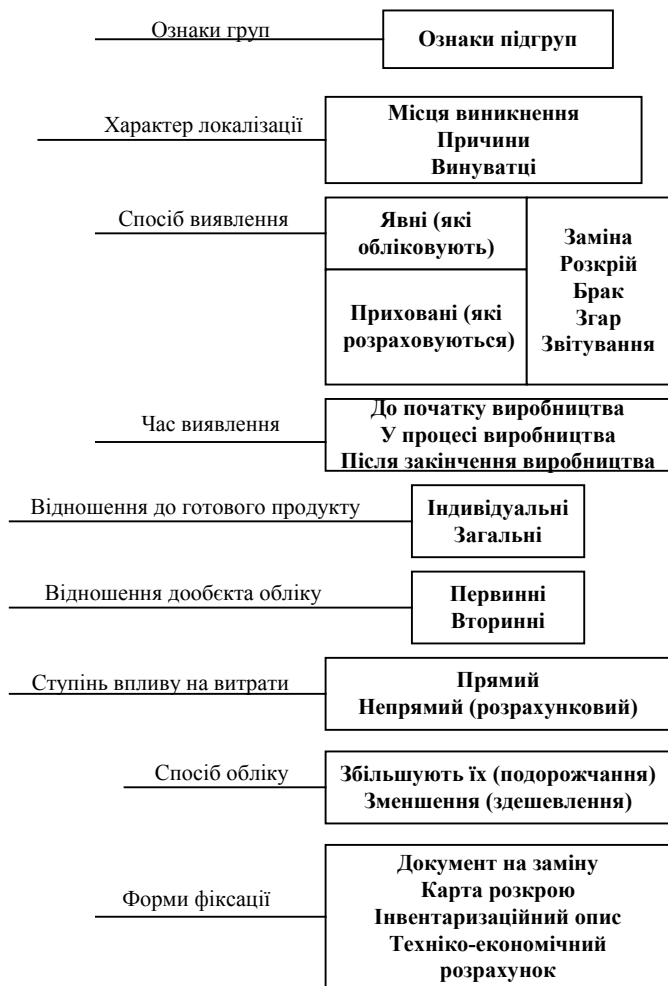 Ознаки груп
Ознаки підгруп
Характер локалізації
Місця виникнення
Причини
Винуватці
Спосіб виявлення
Явні (які
обліковують)
Приховані (які
розраховуються)
Заміна
Розкрій
Брак
Згар
Звітування
Час виявлення
До початку виробництва
У процесі виробництва
Після закінчення виробництва
Відношення до готового продукту
Індивідуальні
Загальні
Відношення дообєкта обліку
Первинні
Вторинні
Ступінь впливу на витрати
Прямий
Непрямий (розрахунковий)
Спосіб обліку
Збільшують їх (подорожчання)
Зменшення (здешевлення)
Форми фіксації
Документ на заміну
Карта розкрою
Інвентаризаційний опис
Техніко-економічний
розрахунок